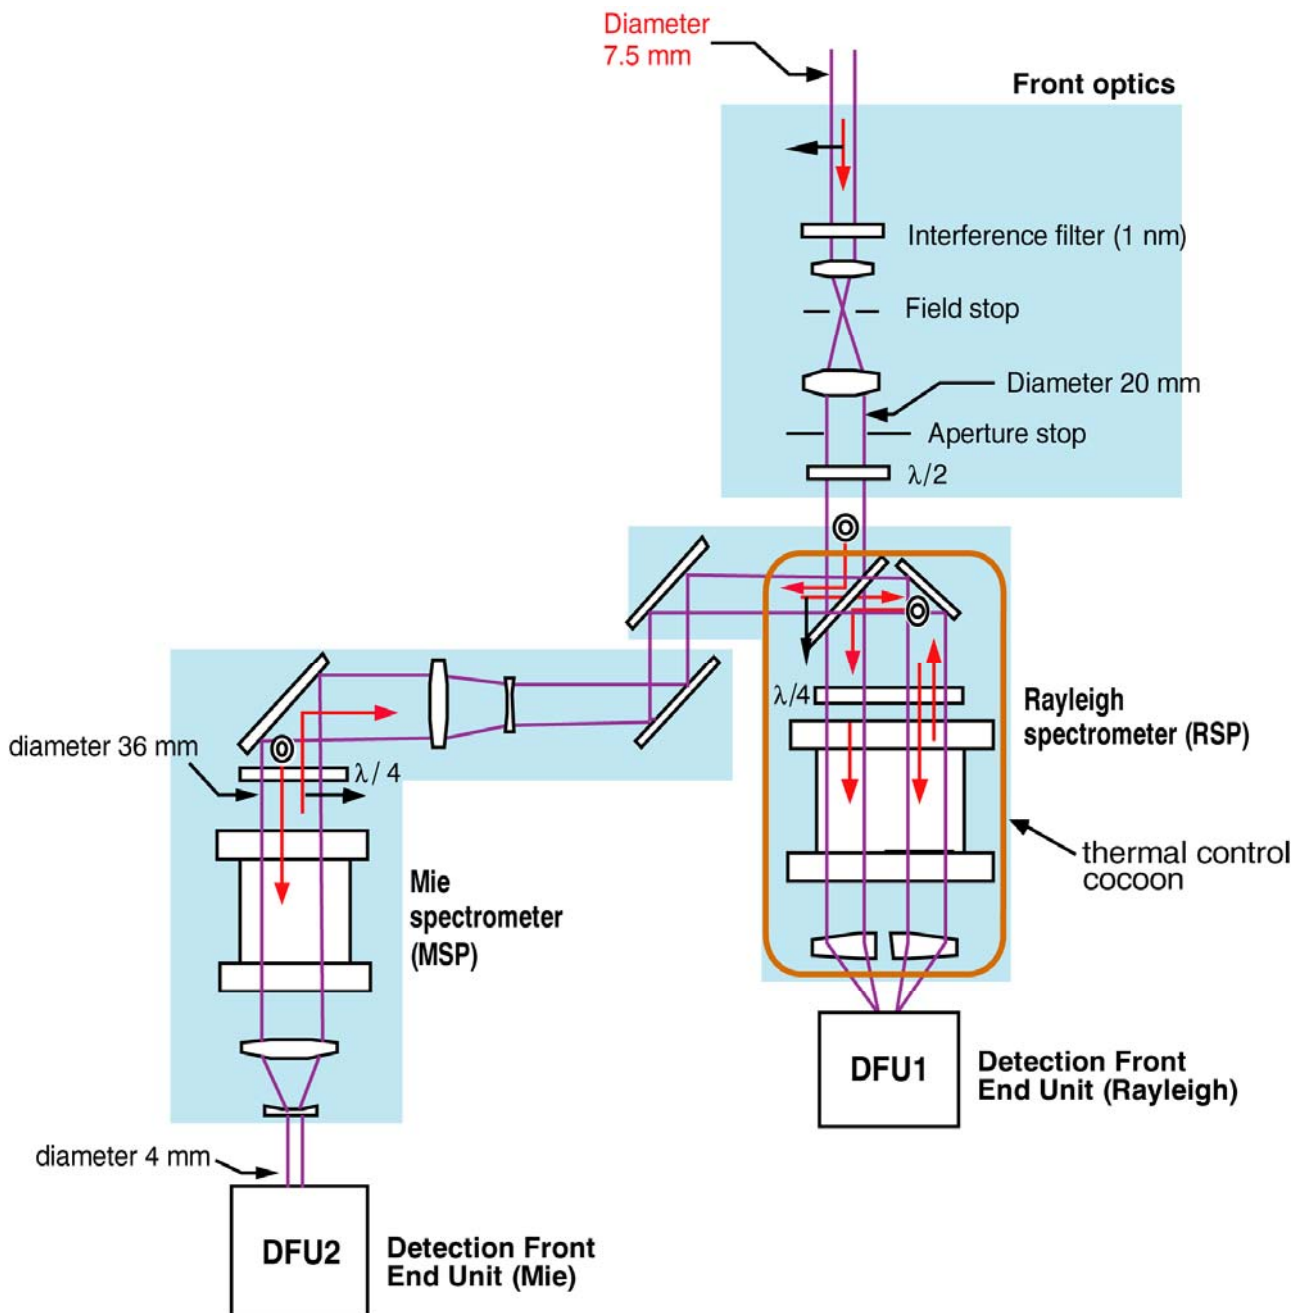 Diameter
7.5 mm
Front optics
Interference filter (1 nm)
Field stop
Diameter 20 mm
Aperture stop
λ/2
λ/4
Rayleigh
spectrometer (RSP)
diameter 36 mm
λ/ 4
thermal control
cocoon
Mie
spectrometer
(MSP)
DFU1
Detection Front
End Unit (Rayleigh)
diameter 4 mm
DFU2
Detection Front
End Unit (Mie)